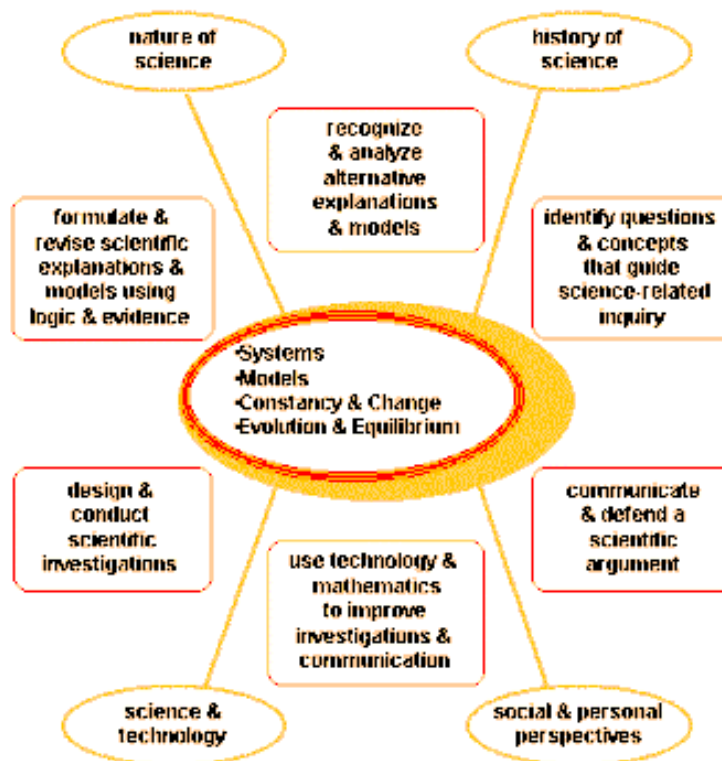 nature of
science
history of
science
recognize
& analyze
alternative
explanations
& models
formulate &
revise scientific
explanations &
models using
logic & evidence
identify questions
& concepts
that guide
science-related
inquiry
•Systems
•Models
•Constancy & Change
•Evolution & Equilibrium
design &
conduct
scientific
investigations
use technology &
mathematics
to improve
investigations &
communication
communicate
& defend a
scientific
argument
science &
technology
social & personal
perspectives